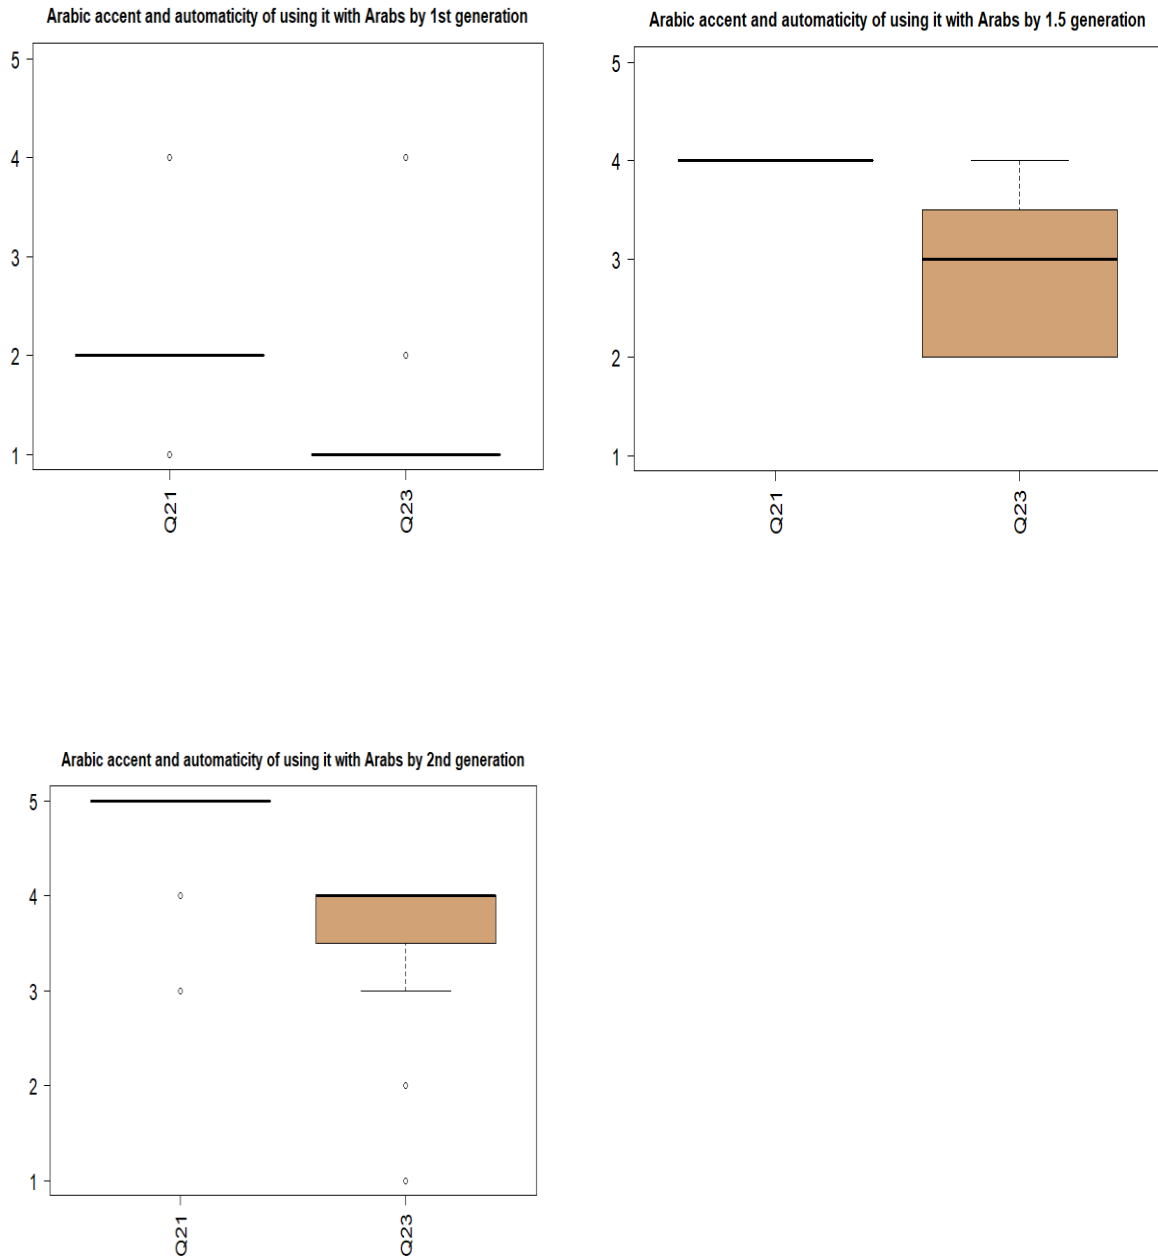 Arabic accent and automaticity of using it with Arabs by 1st generation
5
4
3
2
1
Q21
Q23
Arabic accent and automaticity of using it with Arabs by 1.5 generation
5
4
3
2
1
Q21
Q23
Arabic accent and automaticity of using it with Arabs by 2nd generation
5
4
3
2
1
Q21
Q23